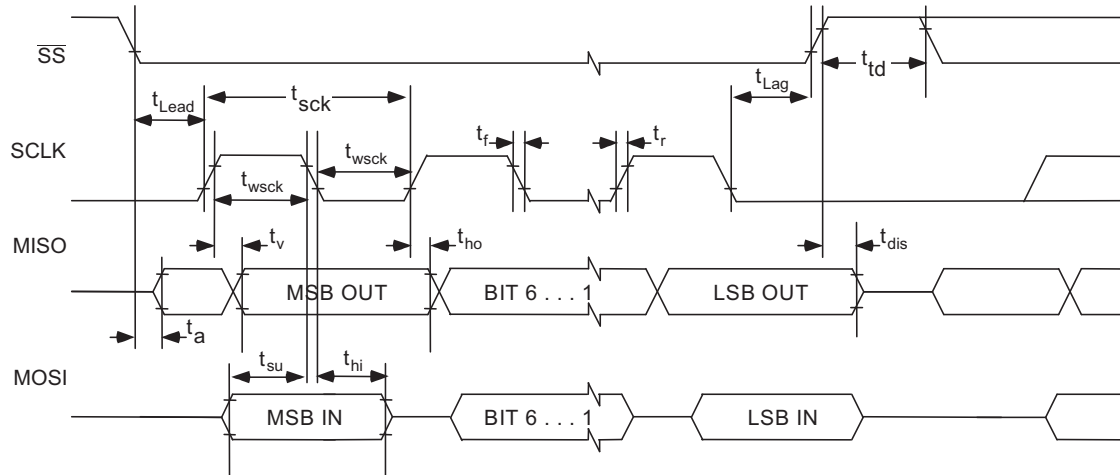 SS
t_td
t_Lead
t_sck
t_Lag
SCLK
t_f
t_r
t_wsck
t_wsck
MISO
t_v
t_ho
t_dis
MSB OUT
BIT 6 . . . 1
LSB OUT
t_a
MOSI
t_su
t_hi
MSB IN
BIT 6 . . . 1
LSB IN